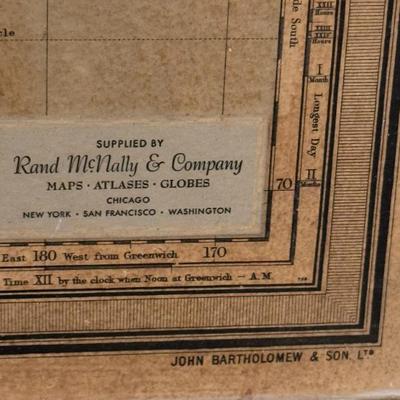 cle
de South
XXII
XXIII
XXIV
Hours
I
Month
Longest Day
II
Months
SUPPLIED BY
Rand McNally & Company
MAPS · ATLASES · GLOBES
CHICAGO
NEW YORK · SAN FRANCISCO · WASHINGTON
70
East 180 West from Greenwich 170
Time XII by the clock when Noon at Greenwich – A.M.
JOHN BARTHOLOMEW & SON, LTD